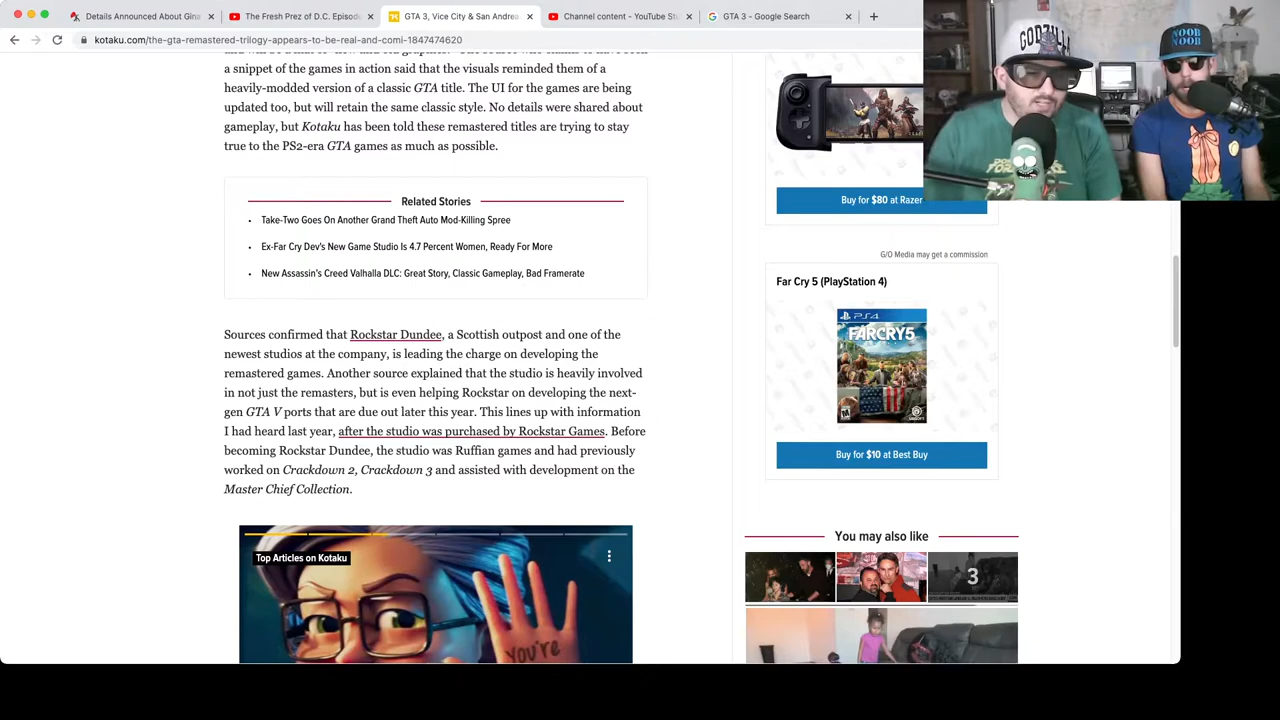 Details Announced About Gina
The Fresh Prez of D.C. Episode
GTA 3, Vice City & San Andrea
Channel content - YouTube Stu
GTA 3 - Google Search
kotaku.com/the-gta-remastered-trilogy-appears-to-be-real-and-comi-1847474620
GODZILLA
NOOB
NOOB
a snippet of the games in action said that the visuals reminded them of a
heavily-modded version of a classic GTA title. The UI for the games are being
updated too, but will retain the same classic style. No details were shared about
gameplay, but Kotaku has been told these remastered titles are trying to stay
true to the PS2-era GTA games as much as possible.
Related Stories
Take-Two Goes On Another Grand Theft Auto Mod-Killing Spree
Ex-Far Cry Dev's New Game Studio Is 4.7 Percent Women, Ready For More
New Assassin's Creed Valhalla DLC: Great Story, Classic Gameplay, Bad Framerate
Sources confirmed that Rockstar Dundee, a Scottish outpost and one of the
newest studios at the company, is leading the charge on developing the
remastered games. Another source explained that the studio is heavily involved
in not just the remasters, but is even helping Rockstar on developing the next-
gen GTA V ports that are due out later this year. This lines up with information
I had heard last year, after the studio was purchased by Rockstar Games. Before
becoming Rockstar Dundee, the studio was Ruffian games and had previously
worked on Crackdown 2, Crackdown 3 and assisted with development on the
Master Chief Collection.
Top Articles on Kotaku
YOU'RE
Buy for $80 at Razer
G/O Media may get a commission
Far Cry 5 (PlayStation 4)
PS4
FARCRY5
Buy for $10 at Best Buy
You may also like
3